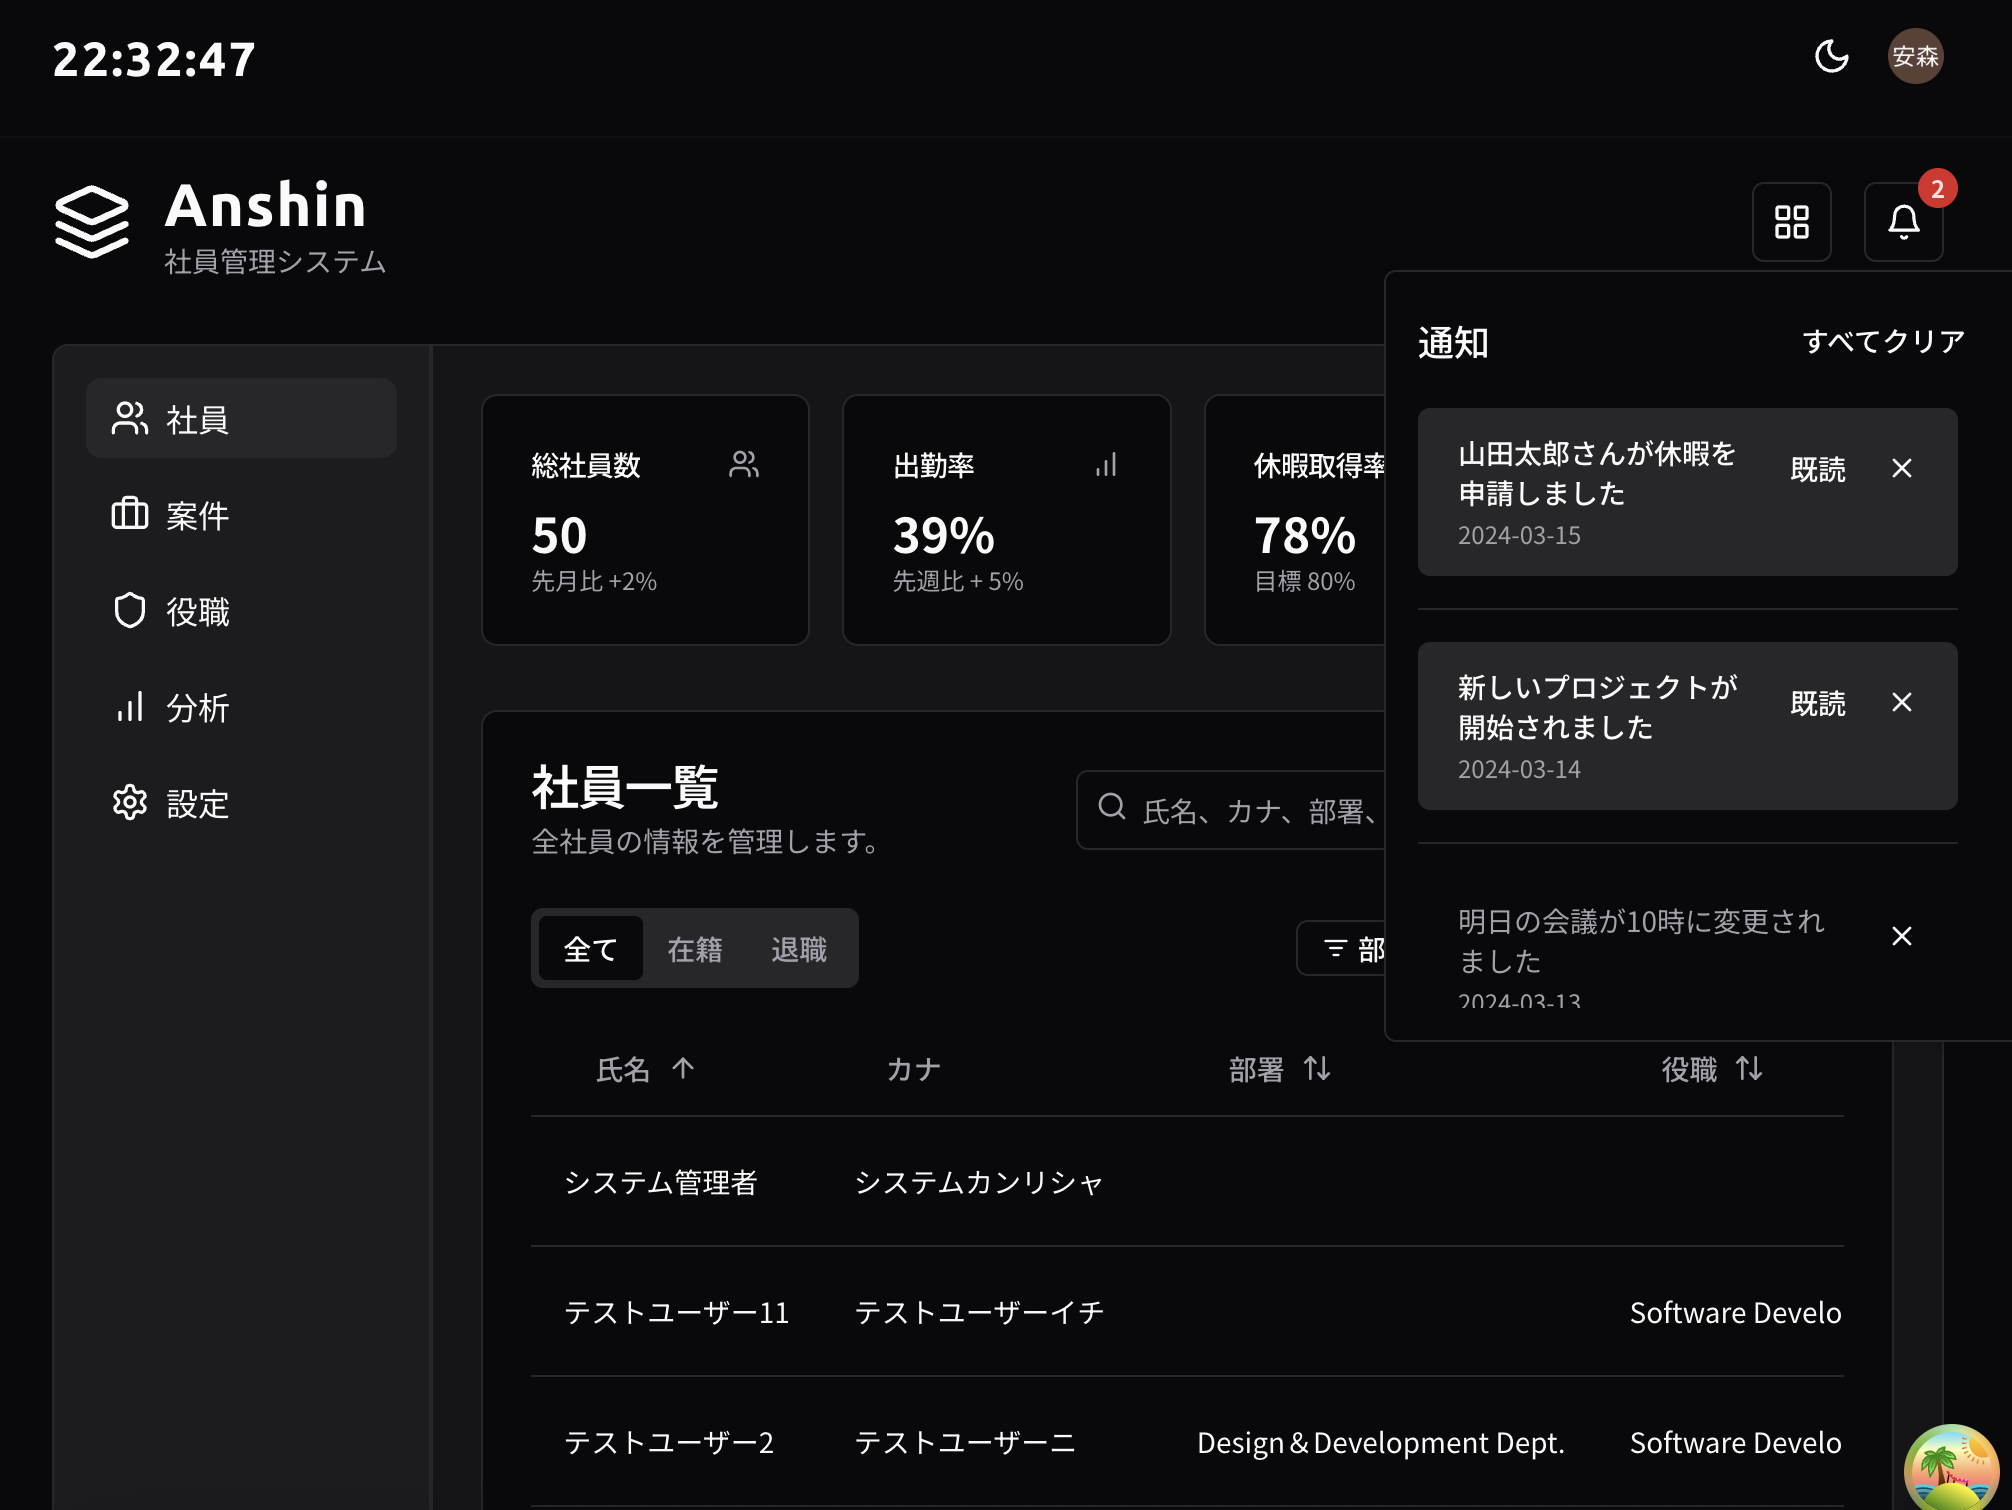 22:32:47
安森
Anshin
社員管理システム
2
社員
案件
役職
分析
設定
総社員数
50
先月比 +2%
出勤率
39%
先週比 + 5%
休暇取得率
78%
目標 80%
通知
すべてクリア
山田太郎さんが休暇を
申請しました
2024-03-15
既読
新しいプロジェクトが
開始されました
2024-03-14
既読
明日の会議が10時に変更され
ました
2024-03-13
社員一覧
全社員の情報を管理します。
氏名、カナ、部署、
全て
在籍
退職
部
氏名
カナ
部署
役職
システム管理者
システムカンリシャ
テストユーザー11
テストユーザーイチ
Software Develo
テストユーザー2
テストユーザーニ
Design＆Development Dept.
Software Develo